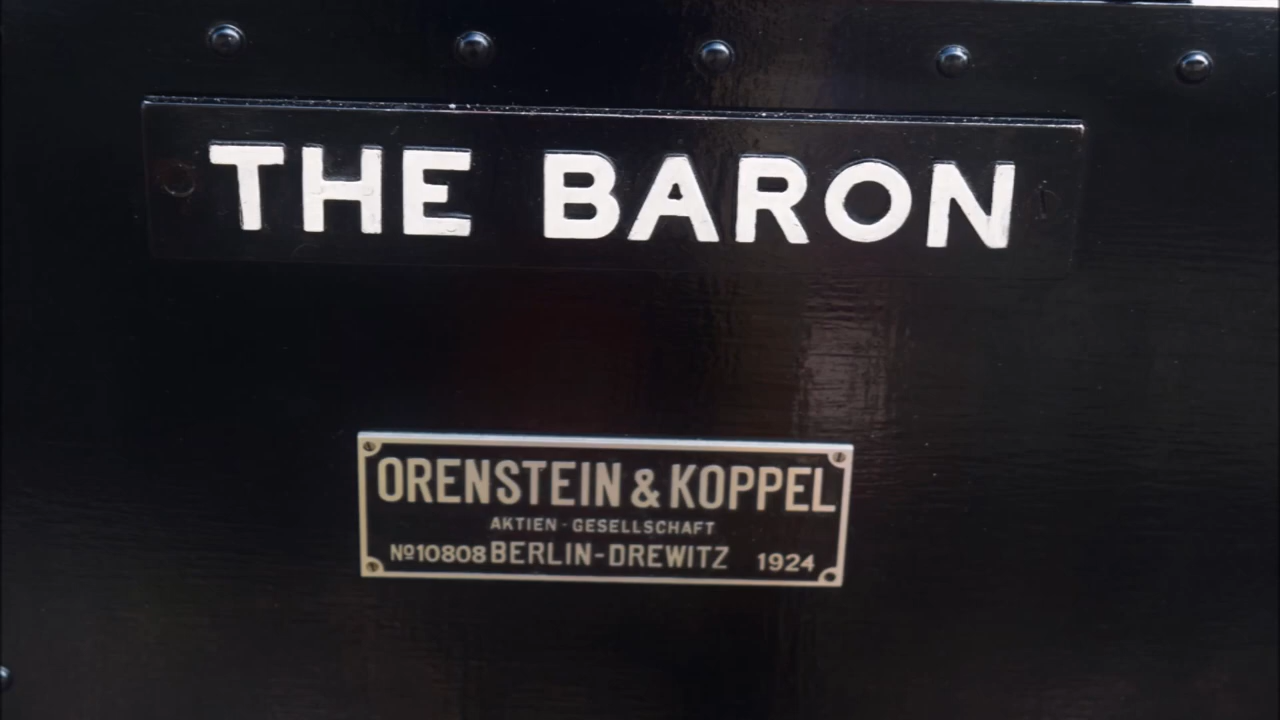 THE BARON
ORENSTEIN & KOPPEL
AKTIEN-GESELLSCHAFT
Nº10808 BERLIN-DREWITZ 1924